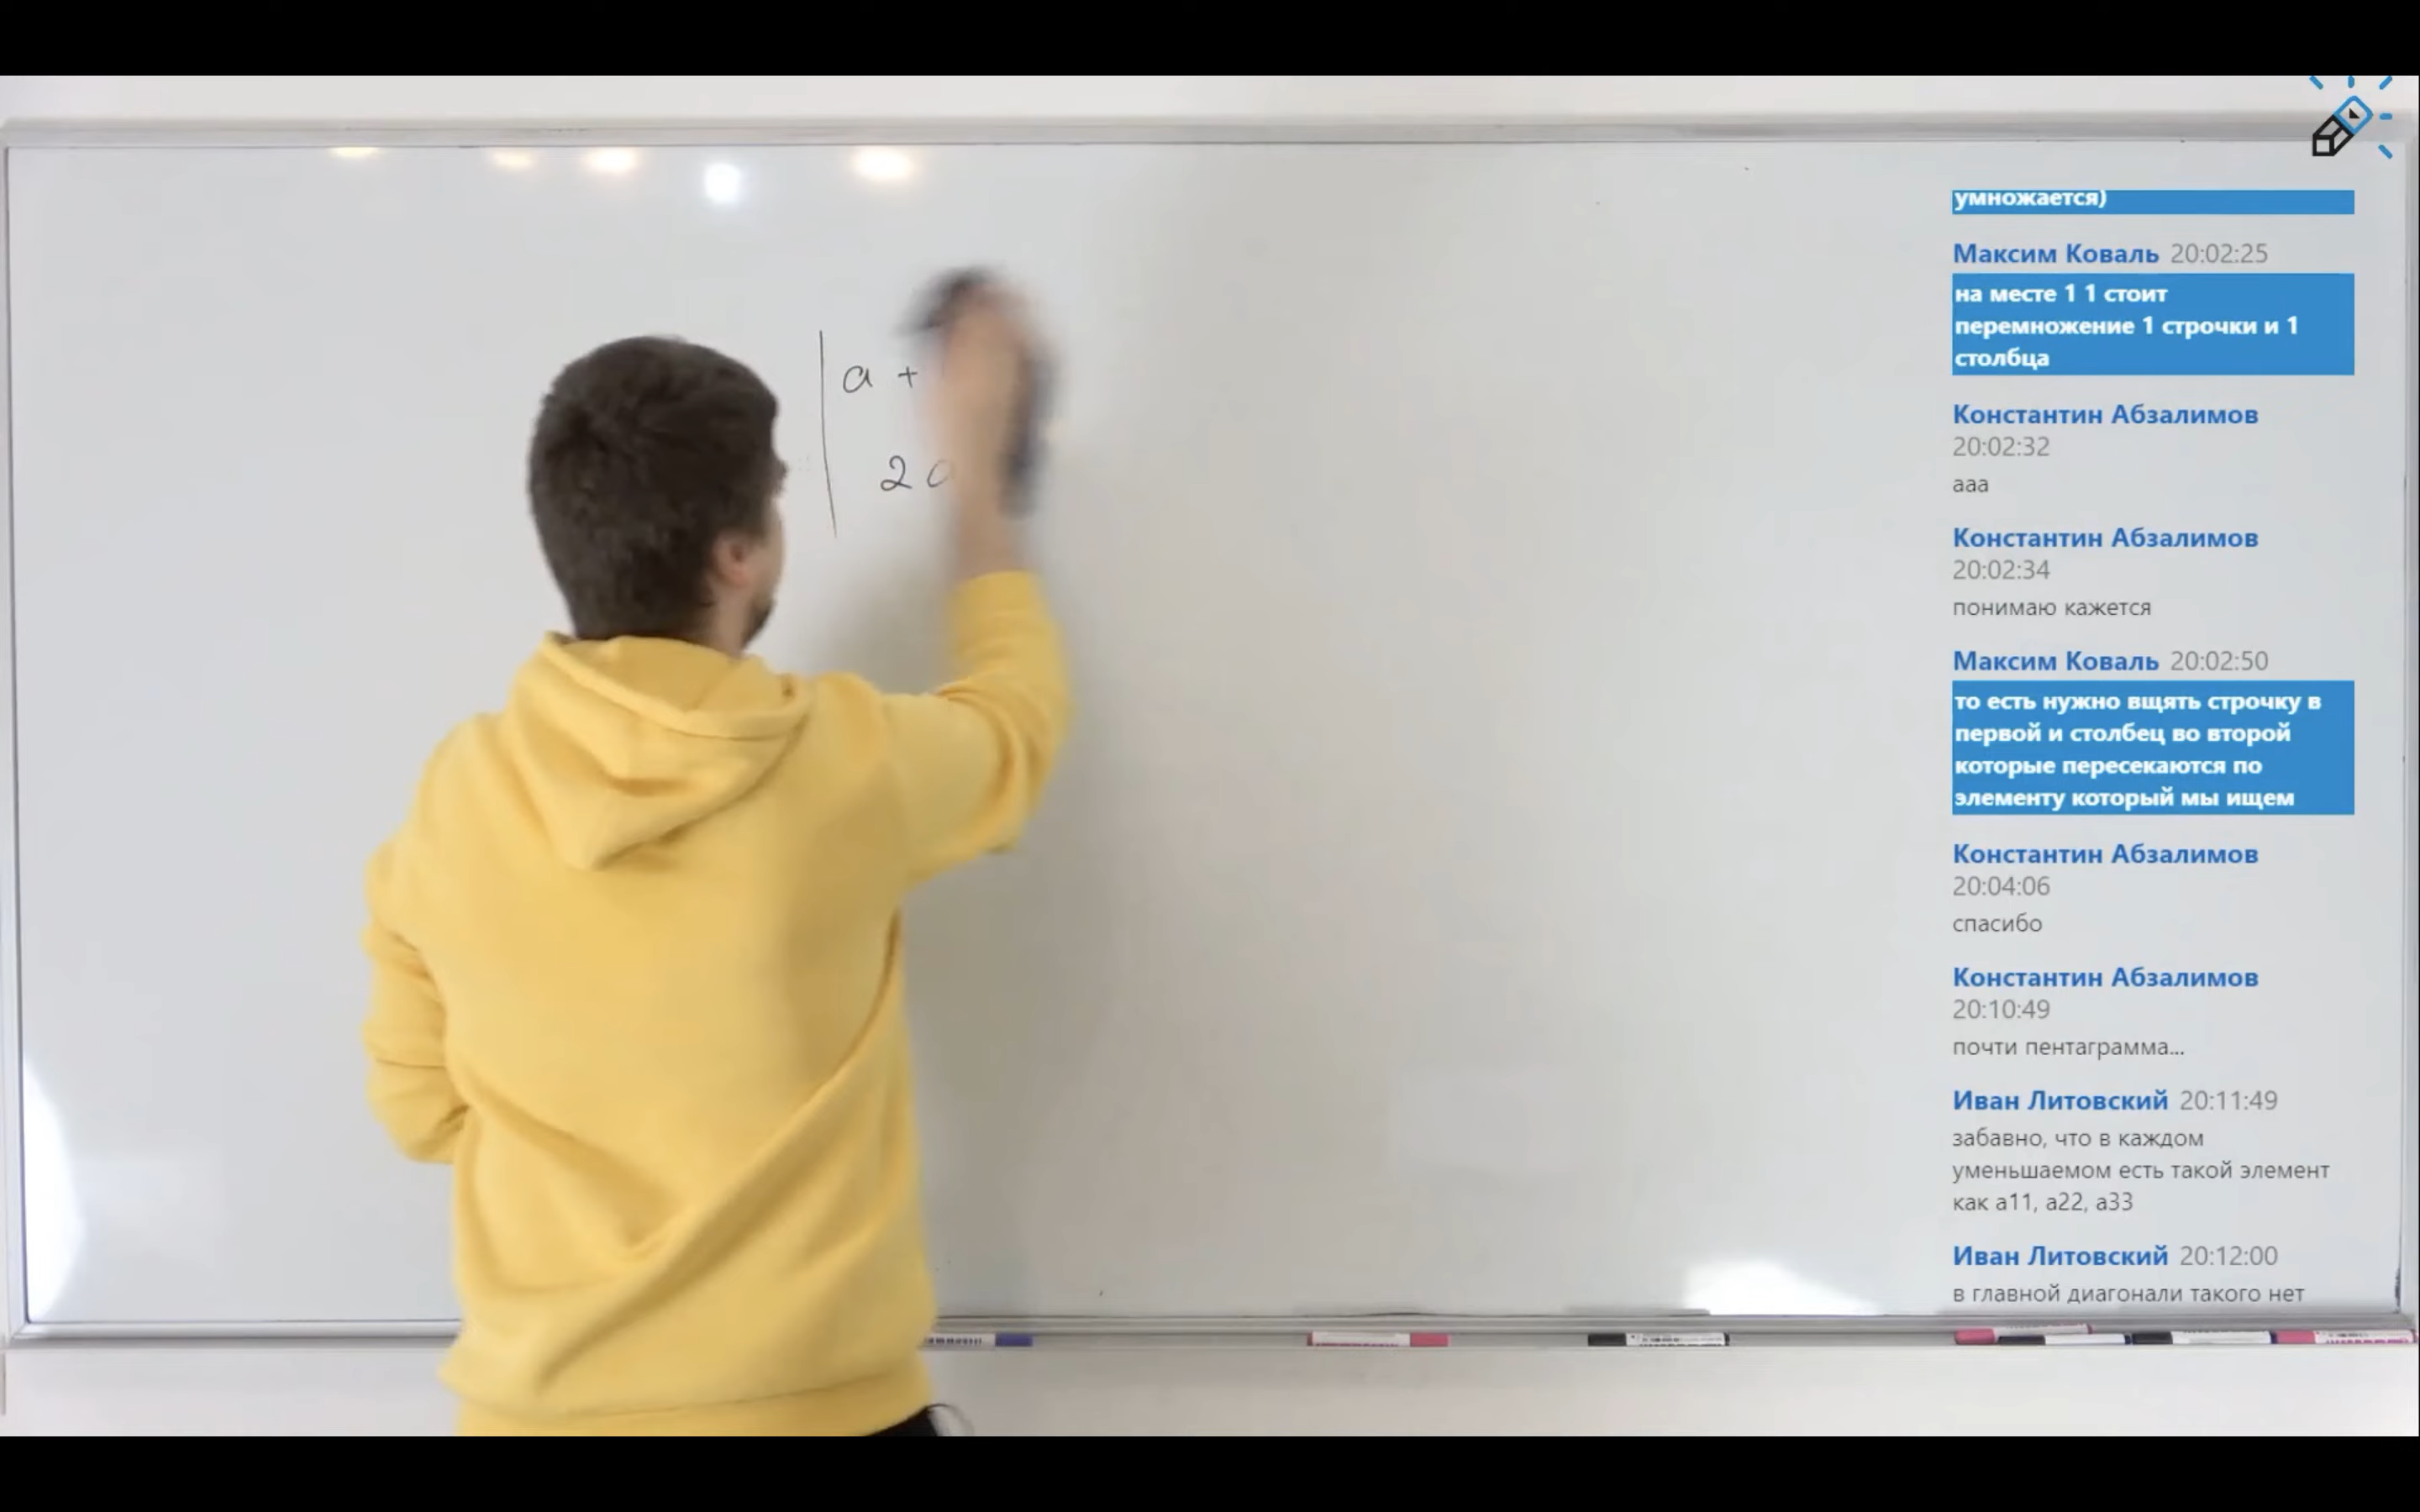 a +
2
умножается)
Максим Коваль 20:02:25
на месте 1 1 стоит
перемножение 1 строчки и 1
столбца
Константин Абзалимов
20:02:32
ааа
Константин Абзалимов
20:02:34
понимаю кажется
Максим Коваль 20:02:50
то есть нужно вщять строчку в
первой и столбец во второй
которые пересекаются по
элементу который мы ищем
Константин Абзалимов
20:04:06
спасибо
Константин Абзалимов
20:10:49
почти пентаграмма...
Иван Литовский 20:11:49
забавно, что в каждом
уменьшаемом есть такой элемент
как а11, а22, а33
Иван Литовский 20:12:00
в главной диагонали такого нет